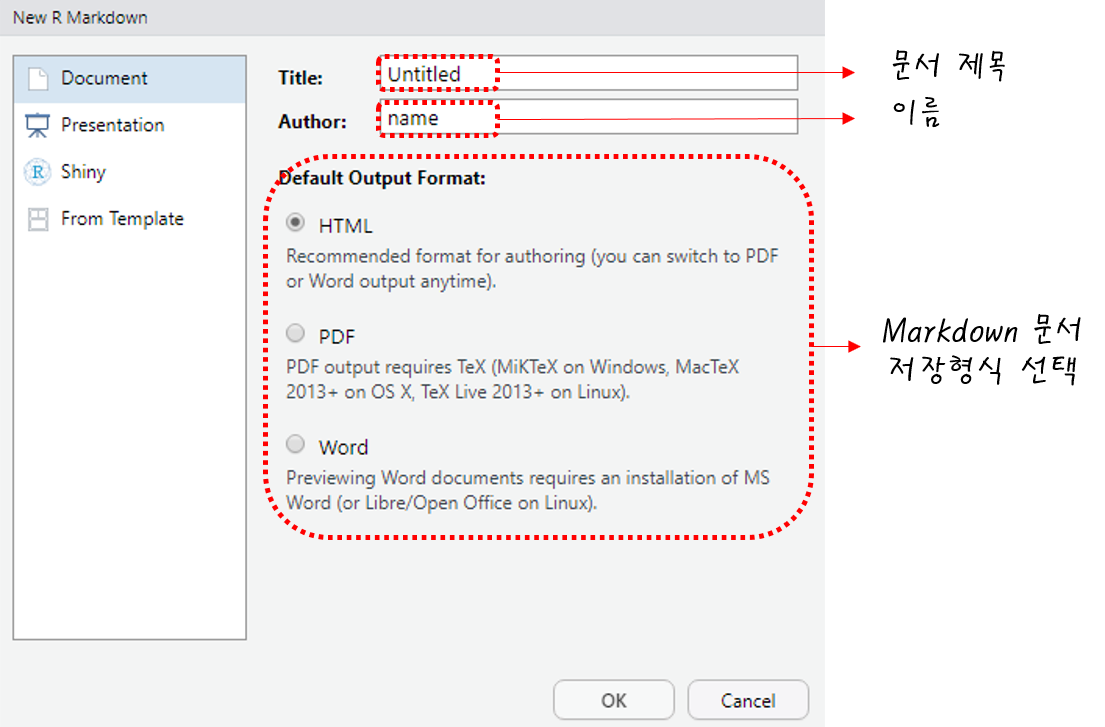 New R Markdown
Document
Presentation
Shiny
From Template
Title: Untitled
문서 제목
Author: name
이름
Default Output Format:
HTML
Recommended format for authoring (you can switch to PDF
or Word output anytime).
PDF
PDF output requires TeX (MiKTeX on Windows, MacTeX
2013+ on OS X, TeX Live 2013+ on Linux).
Word
Previewing Word documents requires an installation of MS
Word (or Libre/Open Office on Linux).
Markdown 문서
저장형식 선택
OK
Cancel